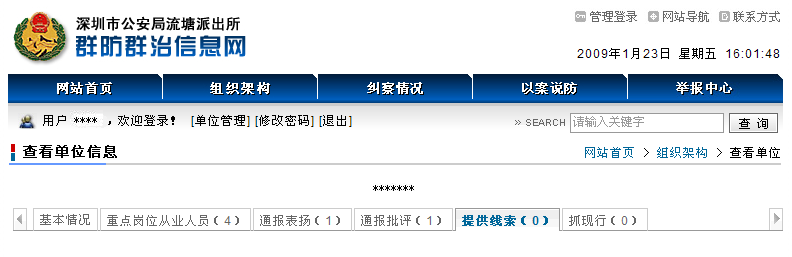 深圳市公安局流塘派出所
群防群治信息网
管理登录 网站导航 联系方式
2009年1月23日 星期五 16:01:48
网站首页 组织架构 纠察情况 以案说防 举报中心
用户 **** ，欢迎登录！ [单位管理] [修改密码] [退出] >> SEARCH 请输入关键字 查 询
查看单位信息 网站首页 > 组织架构 > 查看单位
*******
基本情况 重点岗位从业人员（4） 通报表扬（1） 通报批评（1） 提供线索（0） 抓现行（0）